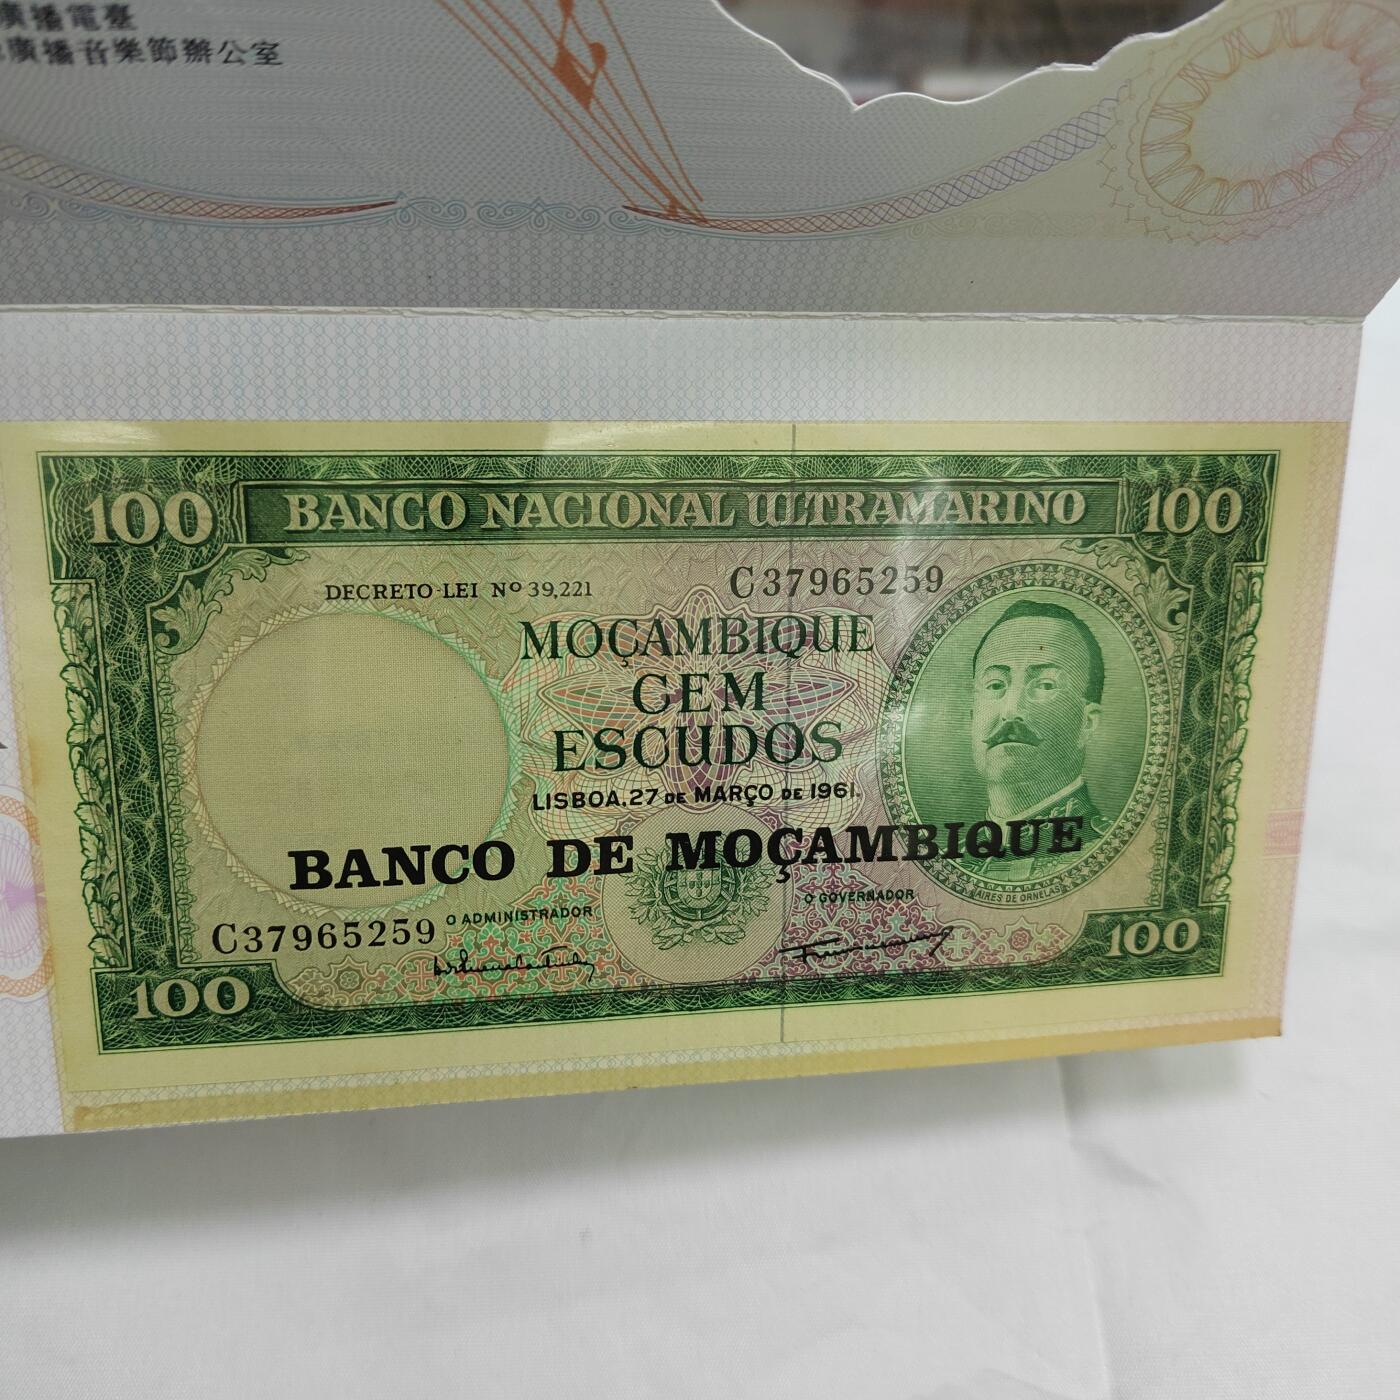 廣播電臺
廣播音樂節辦公室
100 BANCO NACIONAL ULTRAMARINO 100
DECRETO-LEI Nº 39,221
C37965259
MOÇAMBIQUE
CEM
ESCUDOS
LISBOA, 27 DE MARÇO DE 1961.
BANCO DE MOÇAMBIQUE
AIRES DE ORNELAS
O ADMINISTRADOR
O GOVERNADOR
C37965259
100
100